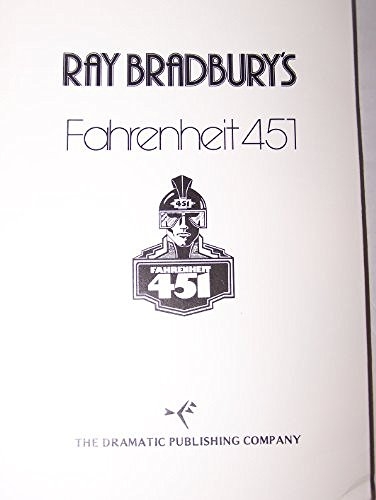 RAY BRADBURY'S
Fahrenheit 451
451
FAHRENHEIT
451
THE DRAMATIC PUBLISHING COMPANY